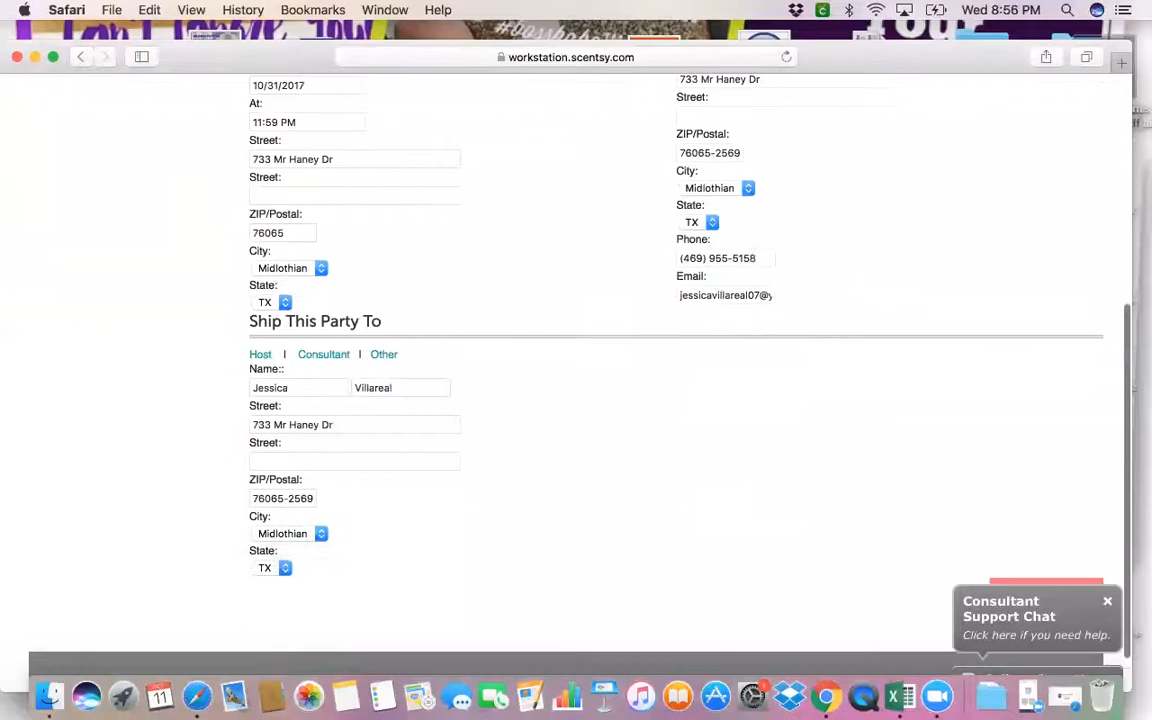 Safari File Edit View History Bookmarks Window Help Wed 8:56 PM
workstation.scentsy.com
10/31/2017
At:
11:59 PM
Street:
733 Mr Haney Dr
Street:
ZIP/Postal:
76065
City:
Midlothian
State:
TX
733 Mr Haney Dr
Street:
ZIP/Postal:
76065-2569
City:
Midlothian
State:
TX
Phone:
(469) 955-5158
Email:
jessicavillareal07@y
Ship This Party To
Host I Consultant I Other
Name::
Jessica Villareal
Street:
733 Mr Haney Dr
Street:
ZIP/Postal:
76065-2569
City:
Midlothian
State:
TX
Consultant
Support Chat
Click here if you need help.
OCT
11